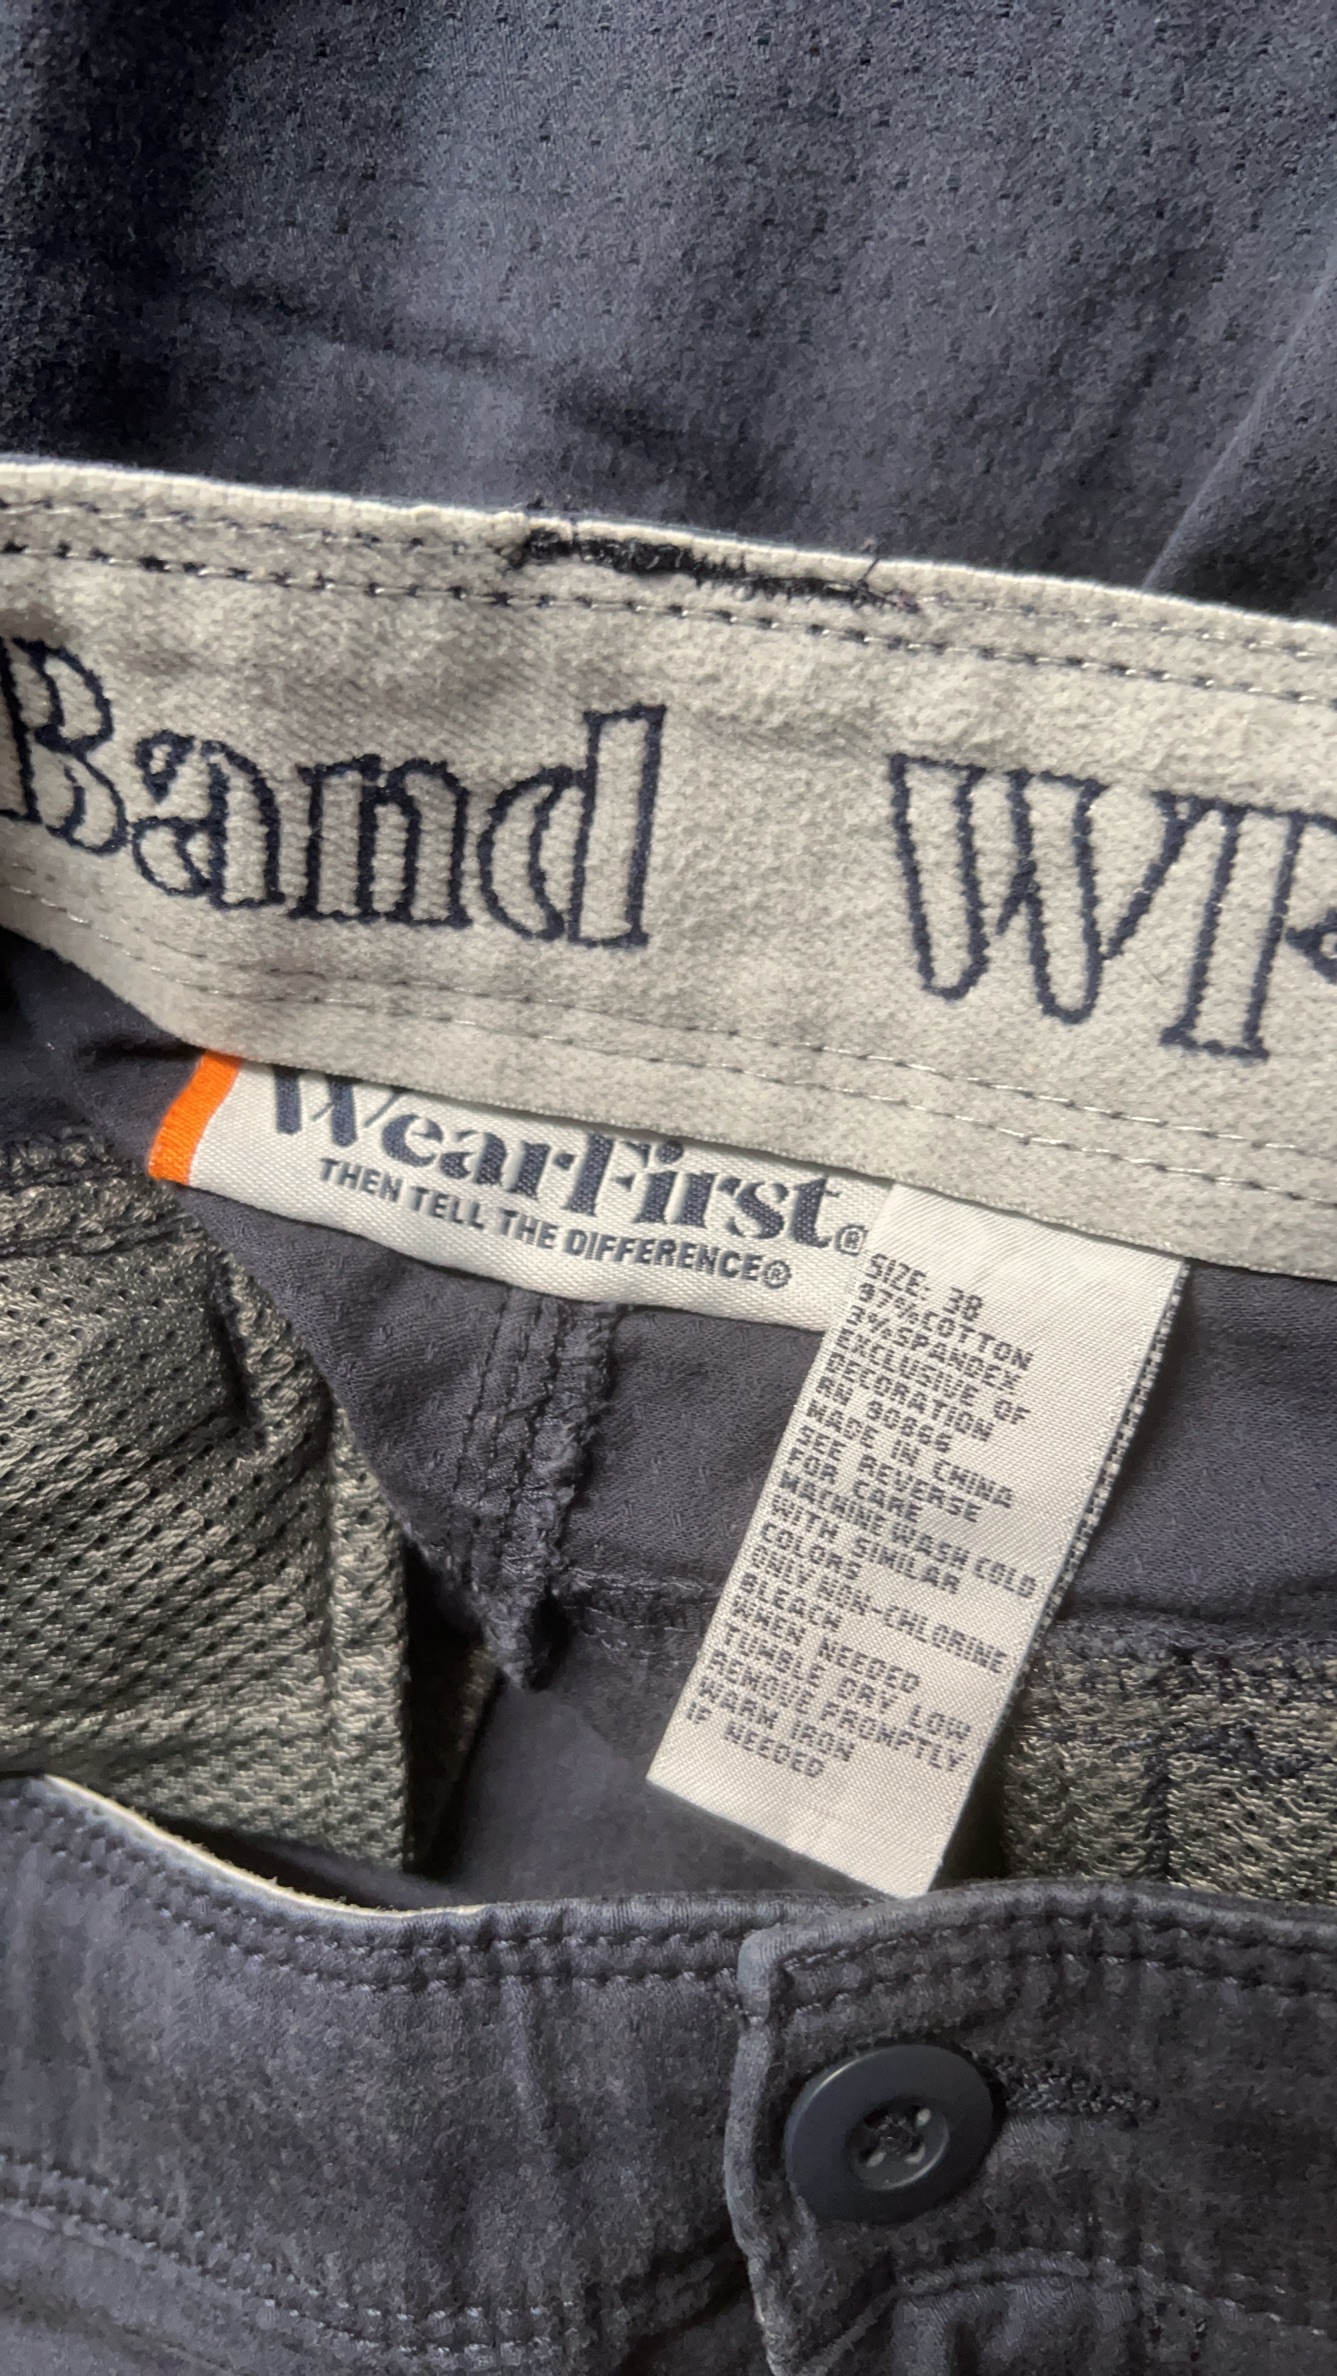 Band
WearFirst®
THEN TELL THE DIFFERENCE®
SIZE: 38
97%COTTON
3%SPANDEX
EXCLUSIVE OF
DECORATION
RN 90866
MADE IN CHINA
SEE REVERSE
FOR CARE
MACHINE WASH COLD
WITH SIMILAR
COLORS
ONLY NON-CHLORINE
BLEACH
WHEN NEEDED
TUMBLE DRY LOW
REMOVE PROMPTLY
WARM IRON
IF NEEDED